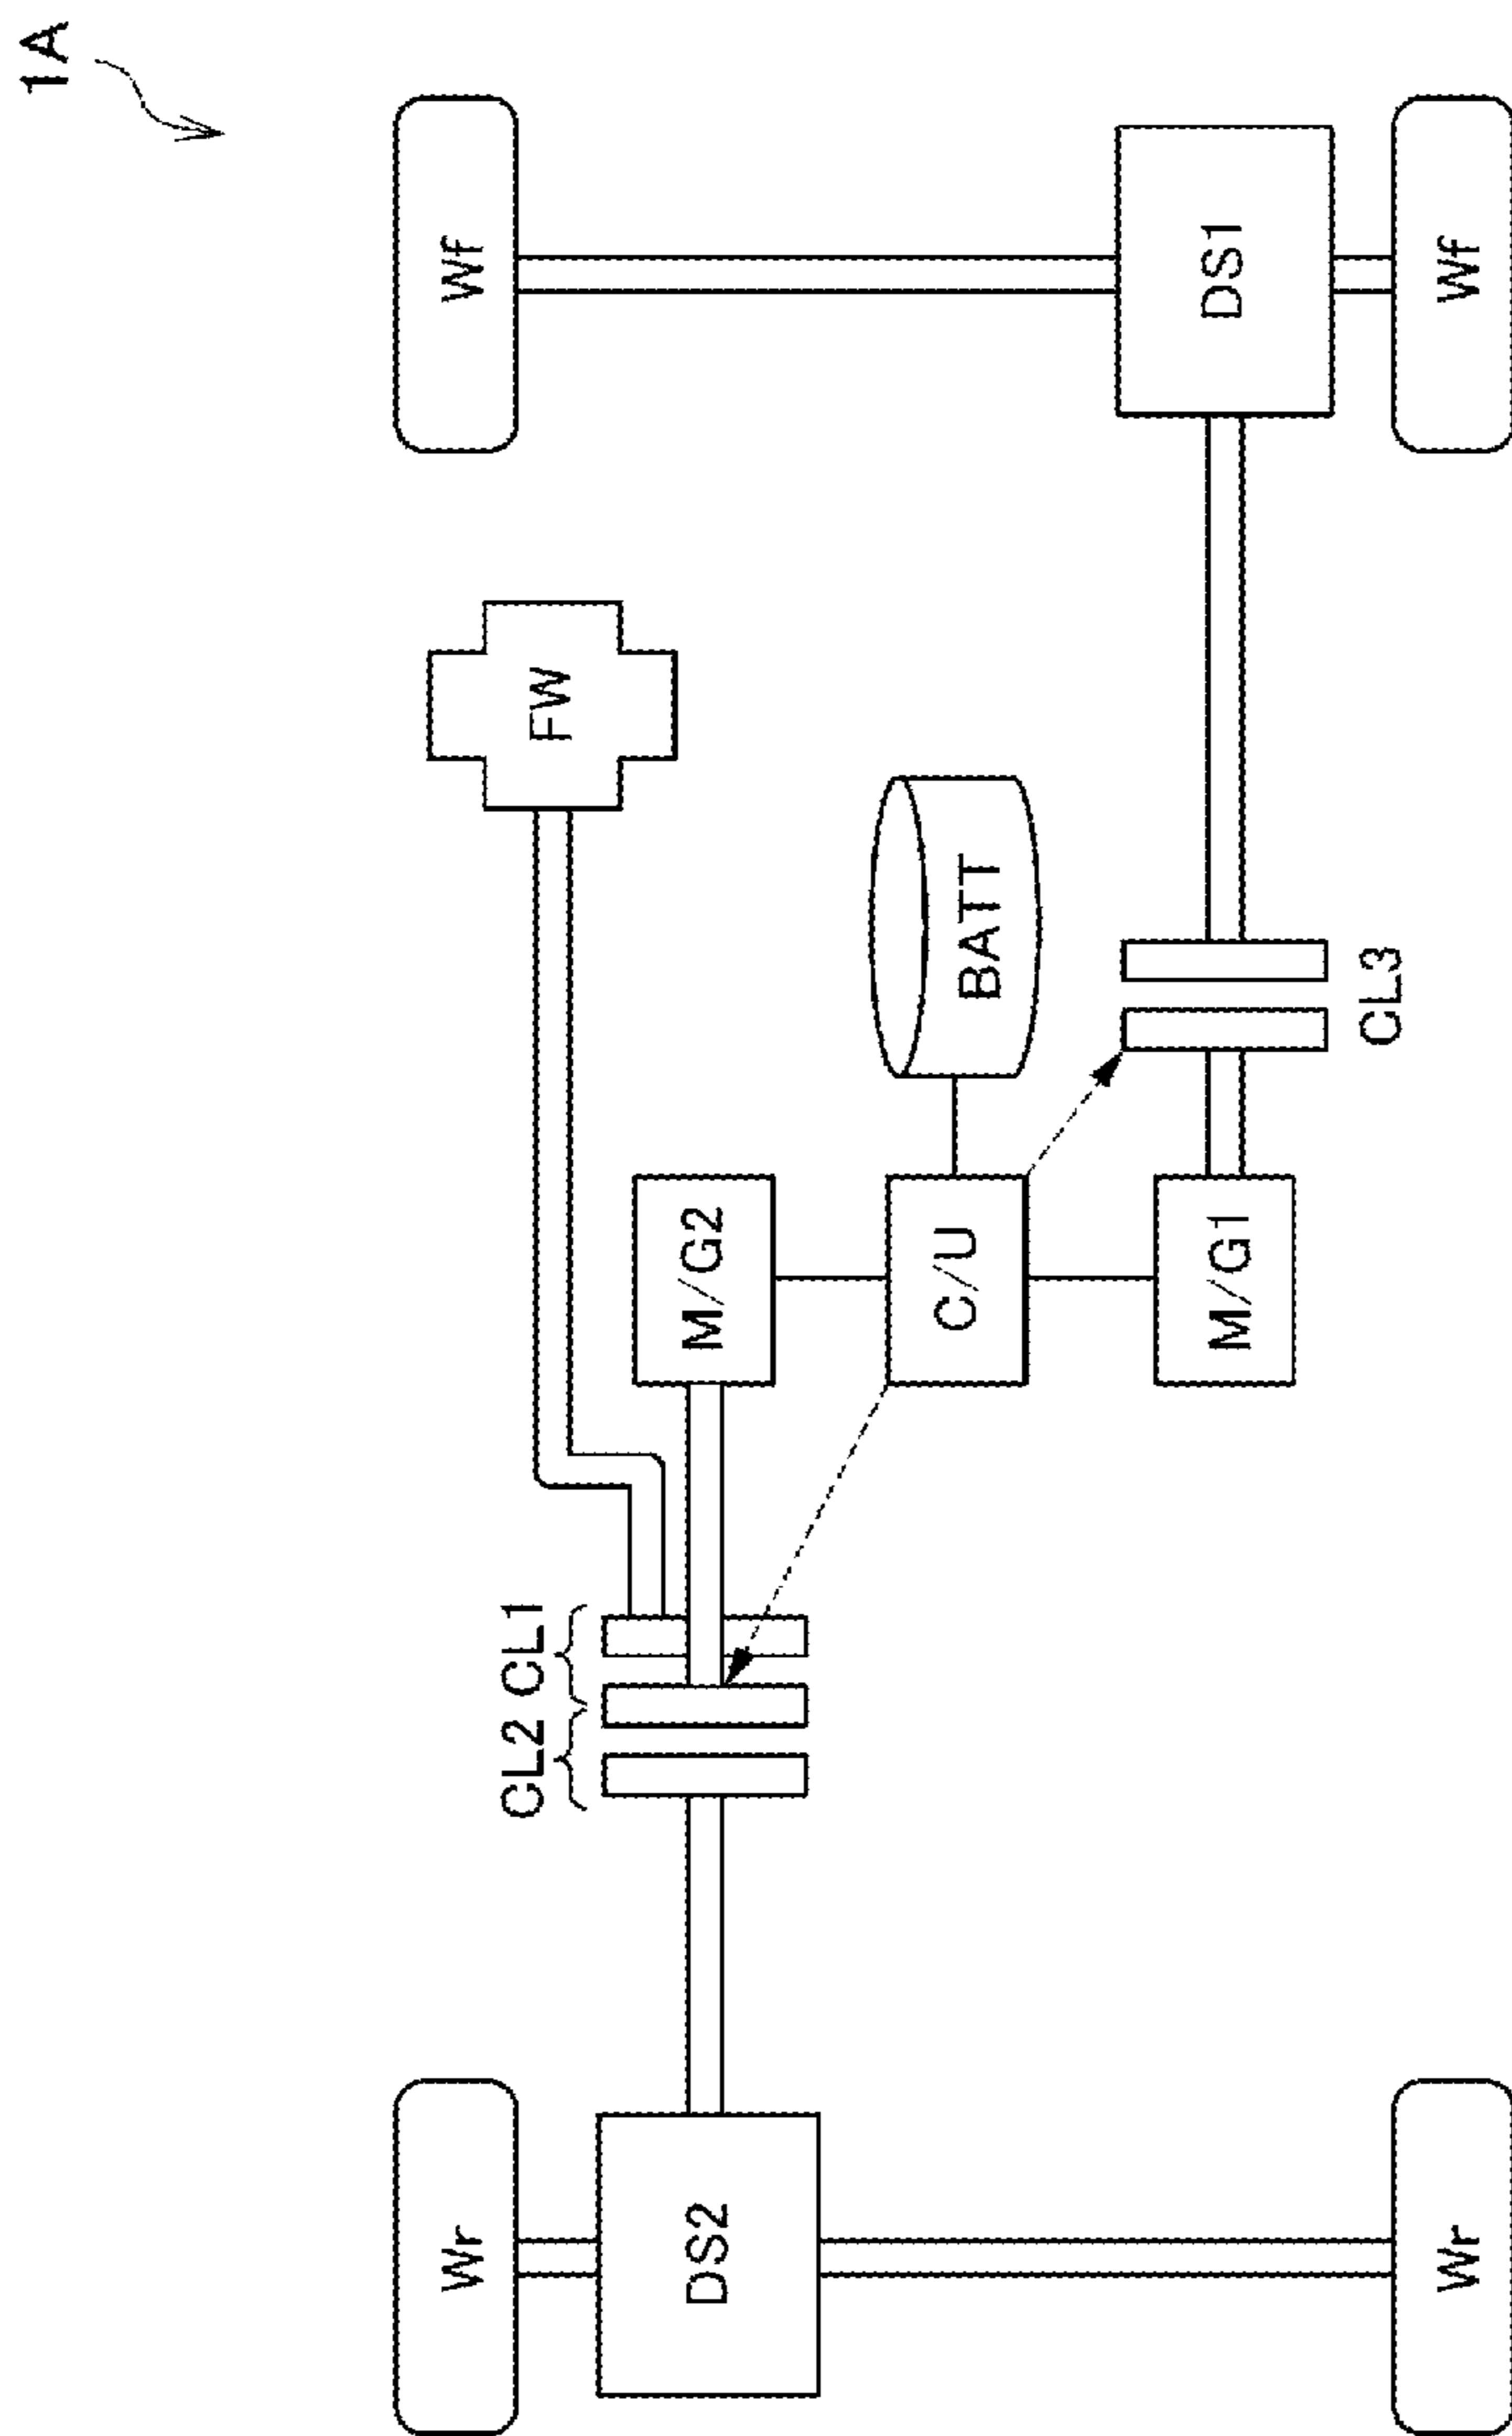 1A
Wr
Wf
CL2
CL1
FW
DS2
M/G2
BATT
C/U
DS1
M/G1
CL3
Wr
Wf